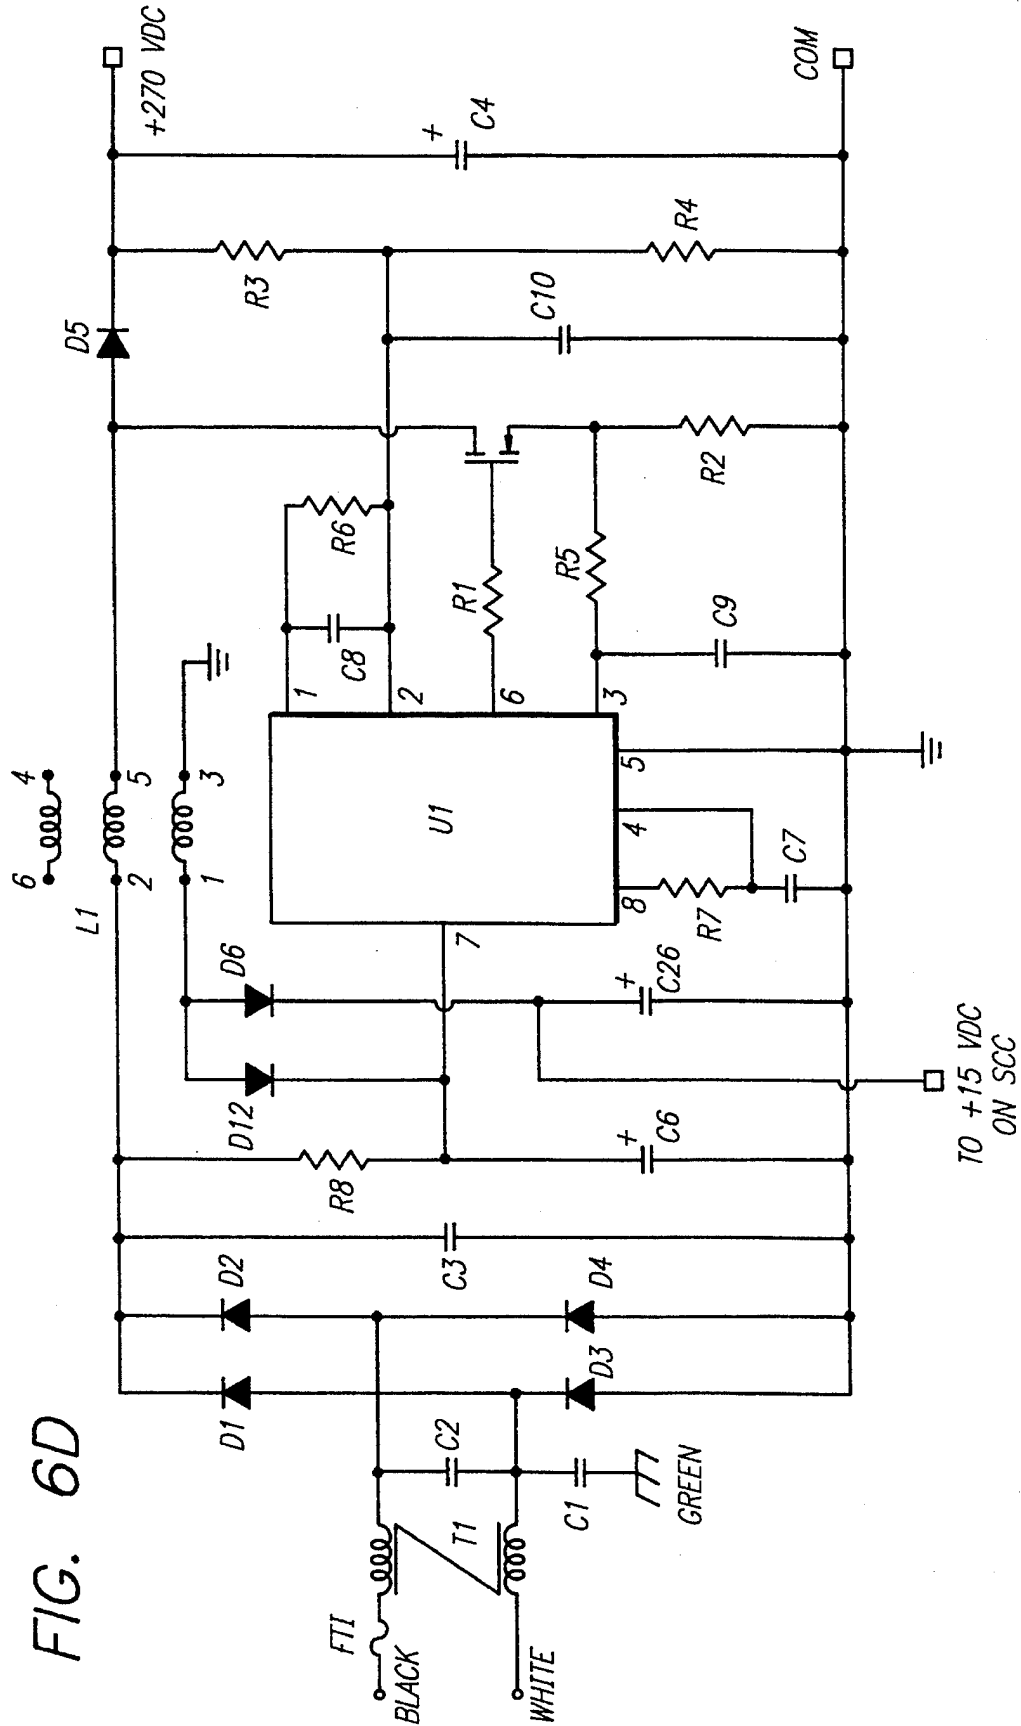 FIG. 6D
FTI
BLACK
WHITE
T1
C2
C1
GREEN
D1
D2
D3
D4
C3
R8
C6
+
D12
D6
C26
+
TO +15 VDC
ON SCC
L1
6
4
2
5
1
3
U1
7
8
4
5
1
2
6
3
R7
C7
C8
R6
R1
R5
C9
R2
D5
R3
C10
R4
C4
+
+270 VDC
COM